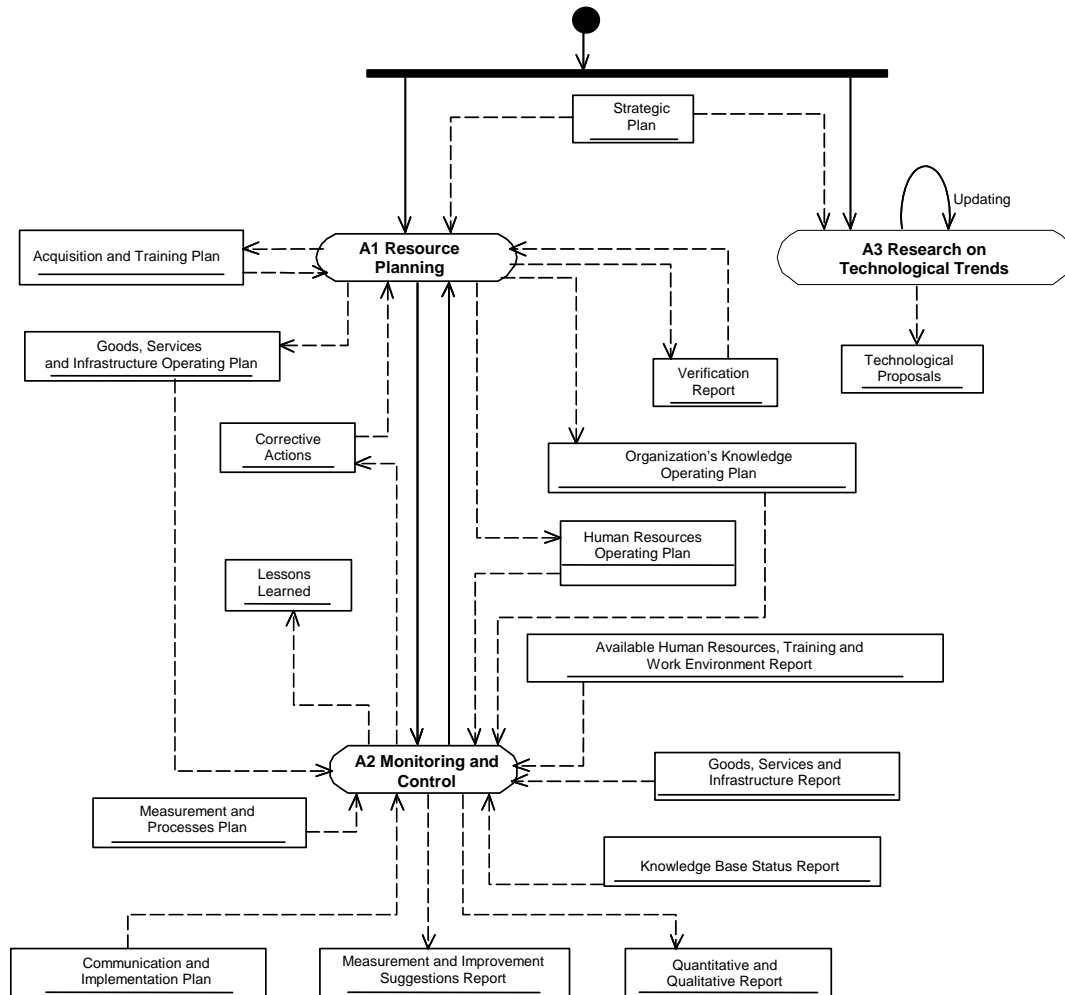 Strategic
Plan
Updating
A1 Resource
Planning
A3 Research on
Technological Trends
Acquisition and Training Plan
Goods, Services
and Infrastructure Operating Plan
Verification
Report
Technological
Proposals
Corrective
Actions
Organization's Knowledge
Operating Plan
Human Resources
Operating Plan
Lessons
Learned
Available Human Resources, Training and
Work Environment Report
A2 Monitoring and
Control
Goods, Services and
Infrastructure Report
Measurement and
Processes Plan
Knowledge Base Status Report
Communication and
Implementation Plan
Measurement and Improvement
Suggestions Report
Quantitative and
Qualitative Report